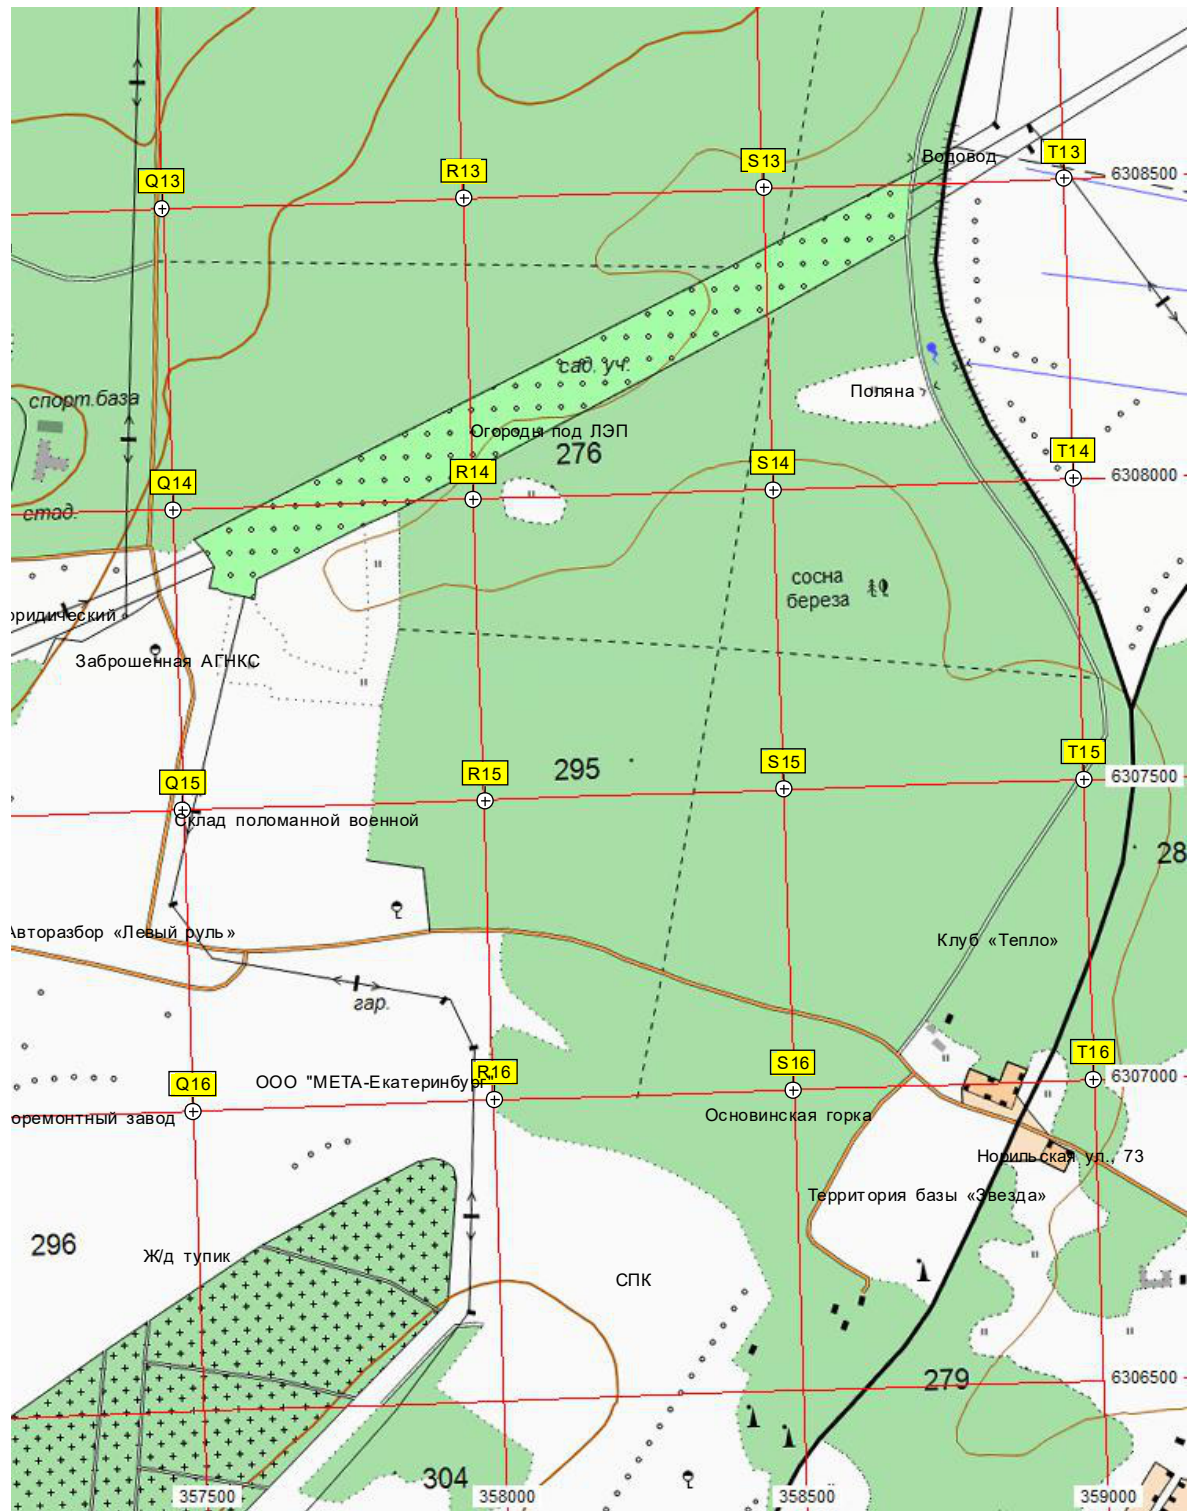 S13
T13
Водовод
R13
6308500
Q13
сад. уч.
Поляна
спорт.база
Огороды под ЛЭП
276
T14
S14
R14
6308000
Q14
стад.
сосна
береза
оридический
Заброшенная АГНКС
T15
S15
295
R15
6307500
Q15
Склад поломанной военной
28
Авторазбор «Левый руль»
Клуб «Тепло»
гар.
T16
S16
R16
6307000
Q16
ООО "МЕТА-Екатеринбург"
оремонтный завод
Основинская горка
Норильская ул., 73
Территория базы «Звезда»
296
Ж/д тупик
СПК
279
6306500
304
357500
358000
358500
359000